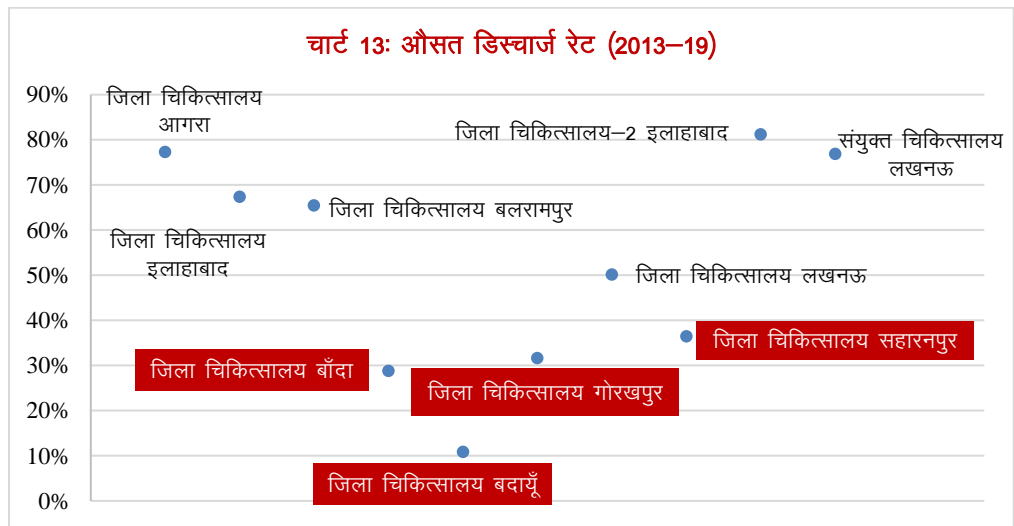 चार्ट 13: औसत डिस्चार्ज रेट (2013–19)
90%
80%
70%
60%
50%
40%
30%
20%
10%
0%
जिला चिकित्सालय
आगरा
जिला चिकित्सालय
इलाहाबाद
जिला चिकित्सालय बलरामपुर
जिला चिकित्सालय बाँदा
जिला चिकित्सालय बदायूँ
जिला चिकित्सालय गोरखपुर
जिला चिकित्सालय लखनऊ
जिला चिकित्सालय सहारनपुर
जिला चिकित्सालय–2 इलाहाबाद
संयुक्त चिकित्सालय
लखनऊ